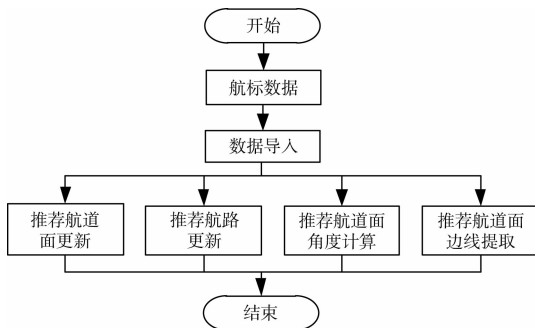 开始
航标数据
数据导入
推荐航道
面更新
推荐航路
更新
推荐航道面
角度计算
推荐航道面
边线提取
结束